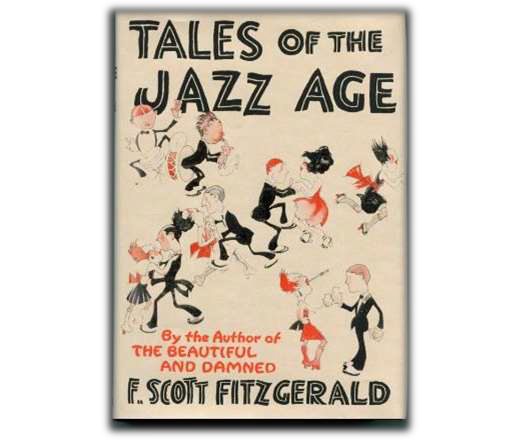 TALES OF THE
JAZZ AGE
By the Author of
THE BEAUTIFUL
AND DAMNED
F. SCOTT FITZGERALD